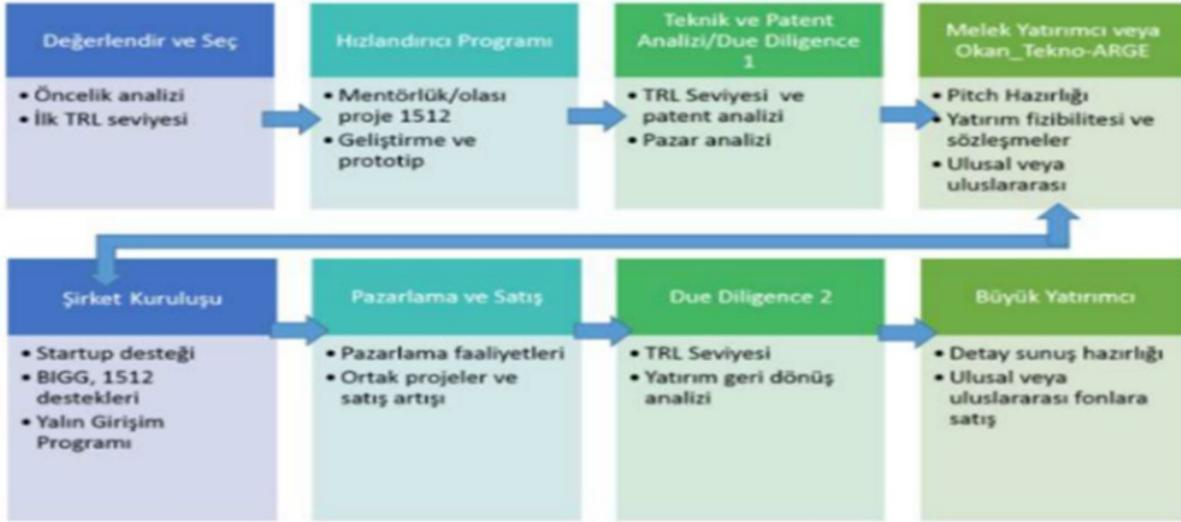 Değerlendir ve Seç
• Öncelik analizi
• İlk TRL seviyesi
Hızlandırıcı Programı
• Mentörlük/olası
proje 1512
• Geliştirme ve
prototip
Teknik ve Patent
Analizi/Due Diligence
1
• TRL Seviyesi ve
patent analizi
• Pazar analizi
Melek Yatırımcı veya
Okan_Tekno-ARGE
• Pitch Hazırlığı
• Yatırım fizibilitesi ve
sözleşmeler
• Ulusal veya
uluslararası
Şirket Kuruluşu
• Startup desteği
• BIGG, 1512
destekleri
• Yalın Girişim
Programı
Pazarlama ve Satış
• Pazarlama faaliyetleri
• Ortak projeler ve
satış artışı
Due Diligence 2
• TRL Seviyesi
• Yatırım geri dönüş
analizi
Büyük Yatırımcı
• Detay sunuş hazırlığı
• Ulusal veya
uluslararası fonlara
satış